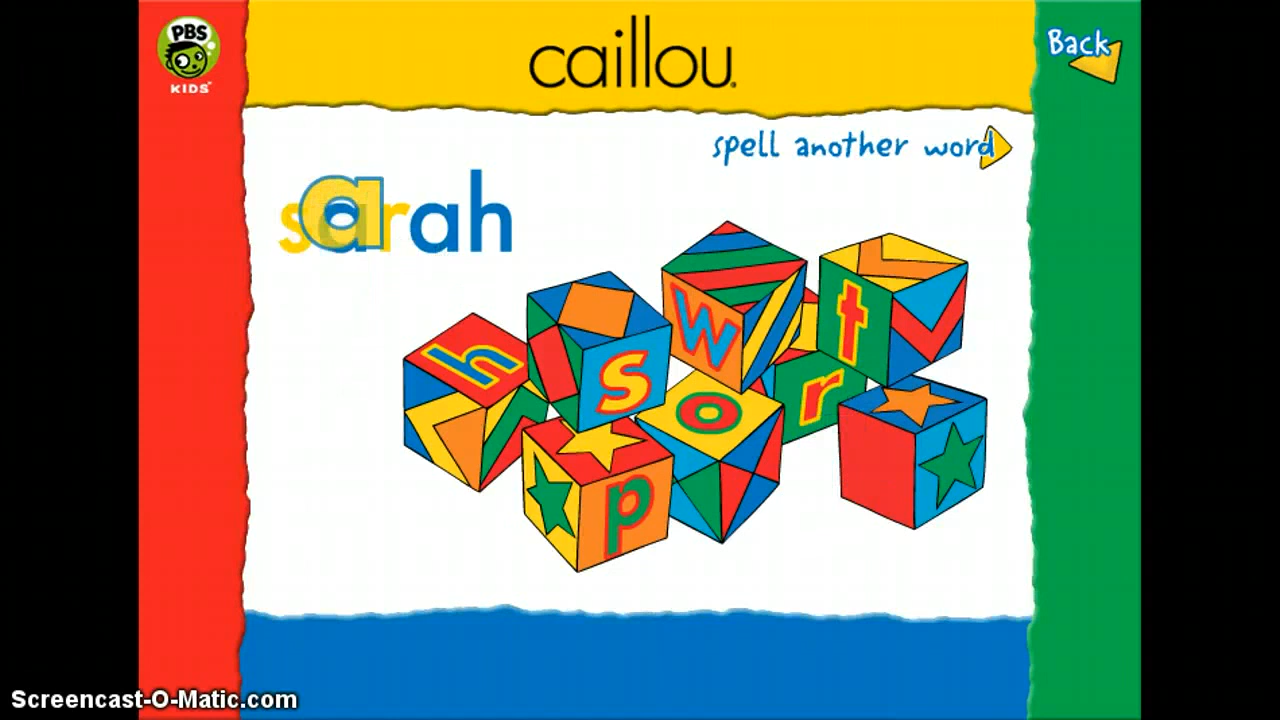 PBS
KIDS
caillou
Back
spell another word
sarah
a
h
s
w
t
o
r
p
Screencast-O-Matic.com